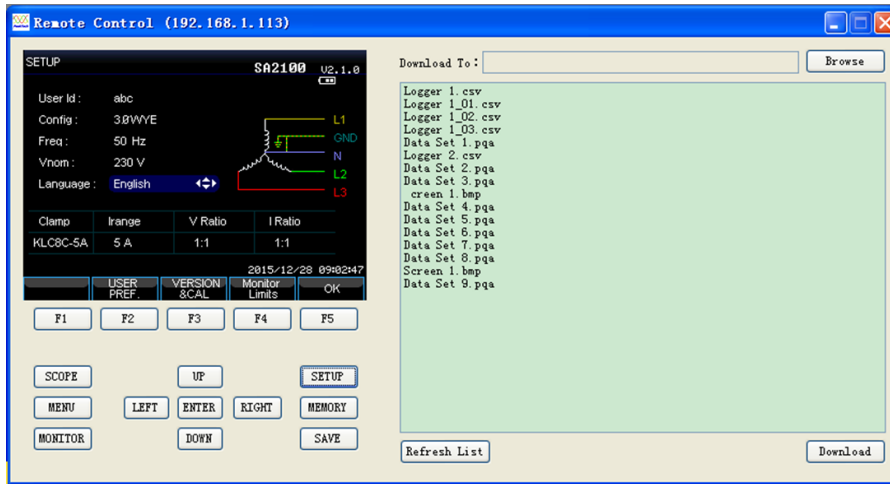 Remote Control (192.168.1.113)
SETUP
SA2100 V2.1.0
User Id : abc
Config : 3.0WYE
Freq : 50 Hz
Vnom : 230 V
Language : English
L1
GND
N
L2
L3
Clamp Irange V Ratio I Ratio
KLC8C-5A 5 A 1:1 1:1
2015/12/28 09:02:47
USER PREF. VERSION &CAL Monitor Limits OK
F1 F2 F3 F4 F5
SCOPE UP SETUP
MENU LEFT ENTER RIGHT MEMORY
MONITOR DOWN SAVE
Download To: Browse
Logger 1.csv
Logger 1_01.csv
Logger 1_02.csv
Logger 1_03.csv
Data Set 1.pqa
Logger 2.csv
Data Set 2.pqa
Data Set 3.pqa
creen 1.bmp
Data Set 4.pqa
Data Set 5.pqa
Data Set 6.pqa
Data Set 7.pqa
Data Set 8.pqa
Screen 1.bmp
Data Set 9.pqa
Refresh List Download